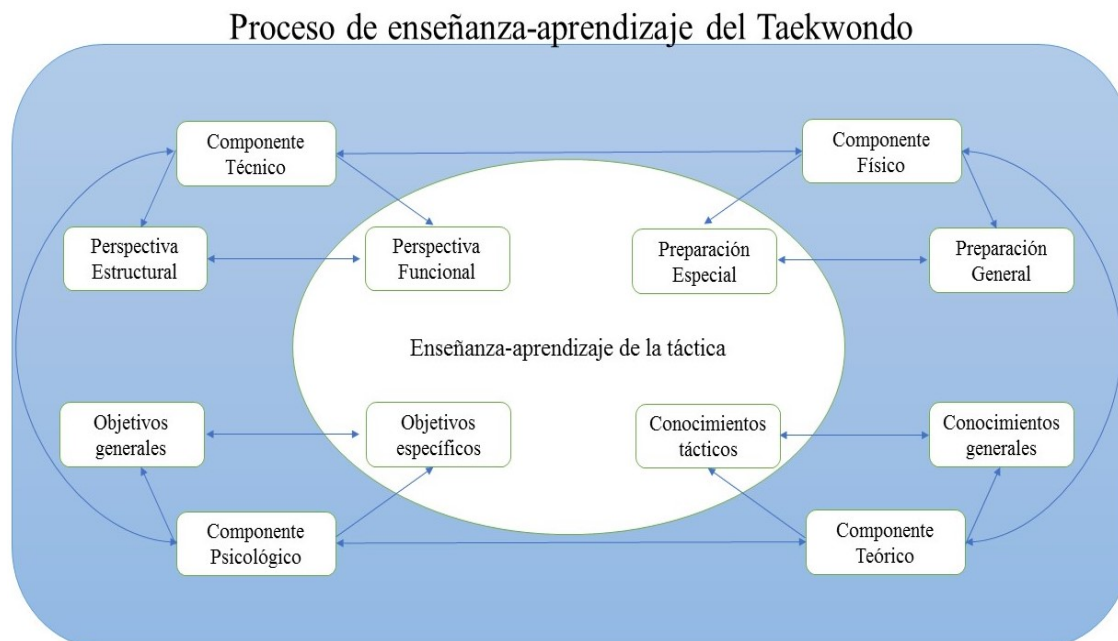 Proceso de enseñanza-aprendizaje del Taekwondo
Componente
Técnico
Componente
Físico
Perspectiva
Estructural
Perspectiva
Funcional
Preparación
Especial
Preparación
General
Enseñanza-aprendizaje de la táctica
Objetivos
generales
Objetivos
específicos
Conocimientos
tácticos
Conocimientos
generales
Componente
Psicológico
Componente
Teórico